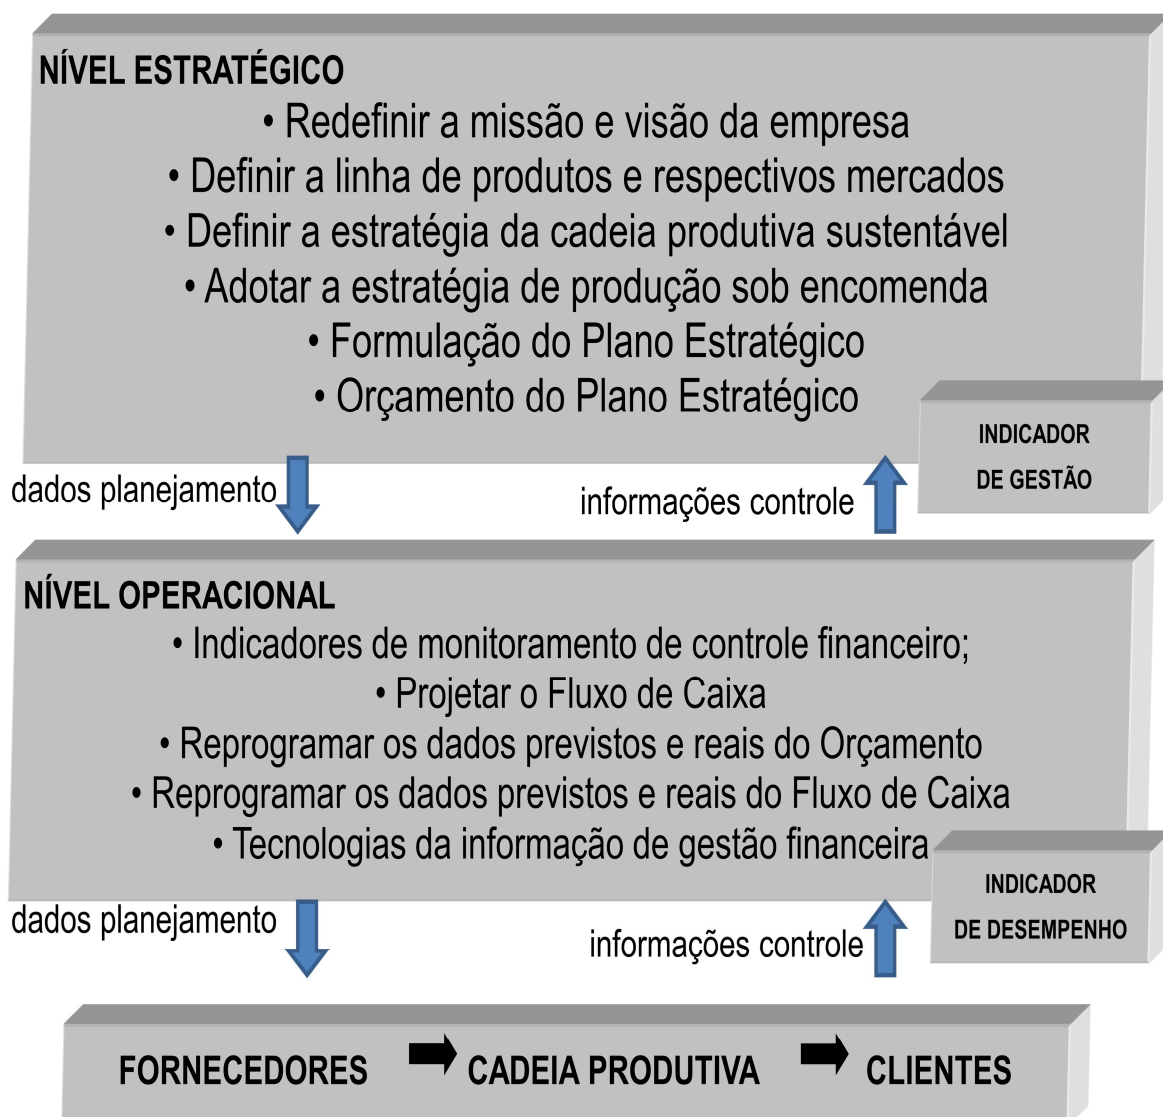 NÍVEL ESTRATÉGICO
• Redefinir a missão e visão da empresa
• Definir a linha de produtos e respectivos mercados
• Definir a estratégia da cadeia produtiva sustentável
• Adotar a estratégia de produção sob encomenda
• Formulação do Plano Estratégico
• Orçamento do Plano Estratégico
INDICADOR
DE GESTÃO
dados planejamento
informações controle
NÍVEL OPERACIONAL
• Indicadores de monitoramento de controle financeiro;
• Projetar o Fluxo de Caixa
• Reprogramar os dados previstos e reais do Orçamento
• Reprogramar os dados previstos e reais do Fluxo de Caixa
• Tecnologias da informação de gestão financeira
INDICADOR
DE DESEMPENHO
dados planejamento
informações controle
FORNECEDORES CADEIA PRODUTIVA CLIENTES